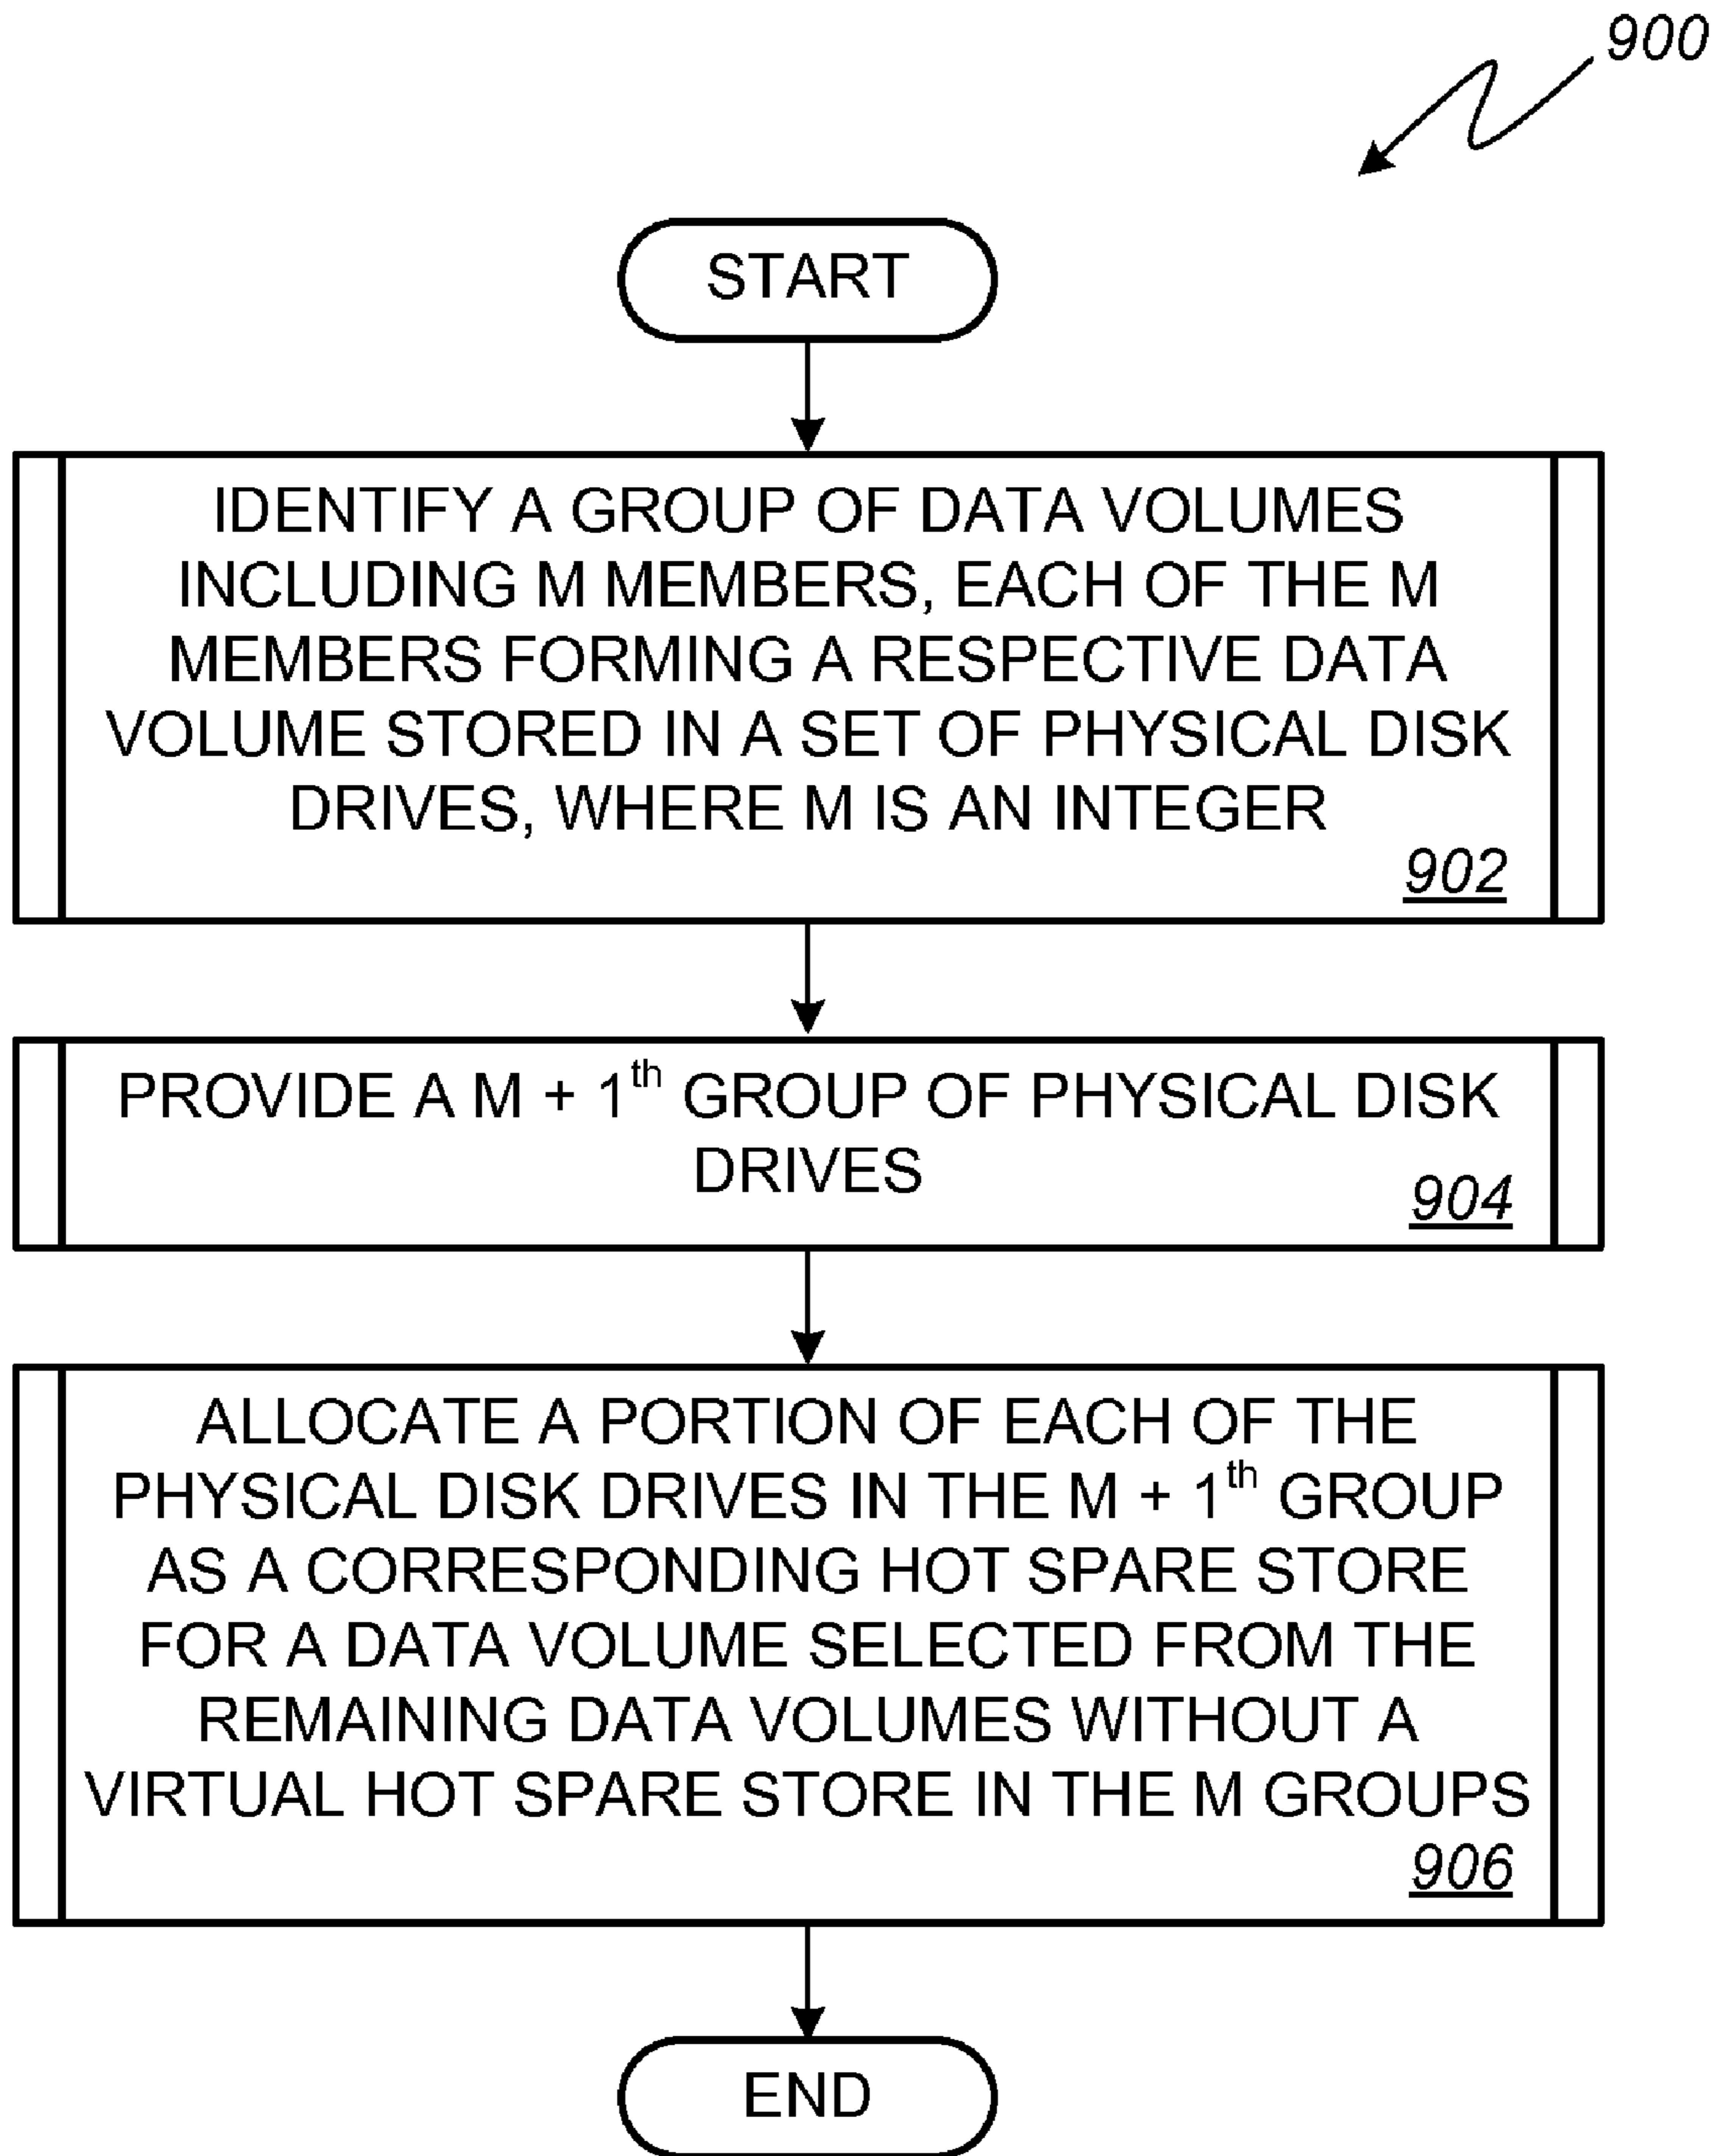 900
START
IDENTIFY A GROUP OF DATA VOLUMES
INCLUDING M MEMBERS, EACH OF THE M
MEMBERS FORMING A RESPECTIVE DATA
VOLUME STORED IN A SET OF PHYSICAL DISK
DRIVES, WHERE M IS AN INTEGER
902
PROVIDE A M + 1th GROUP OF PHYSICAL DISK
DRIVES
904
ALLOCATE A PORTION OF EACH OF THE
PHYSICAL DISK DRIVES IN THE M + 1th GROUP
AS A CORRESPONDING HOT SPARE STORE
FOR A DATA VOLUME SELECTED FROM THE
REMAINING DATA VOLUMES WITHOUT A
VIRTUAL HOT SPARE STORE IN THE M GROUPS
906
END